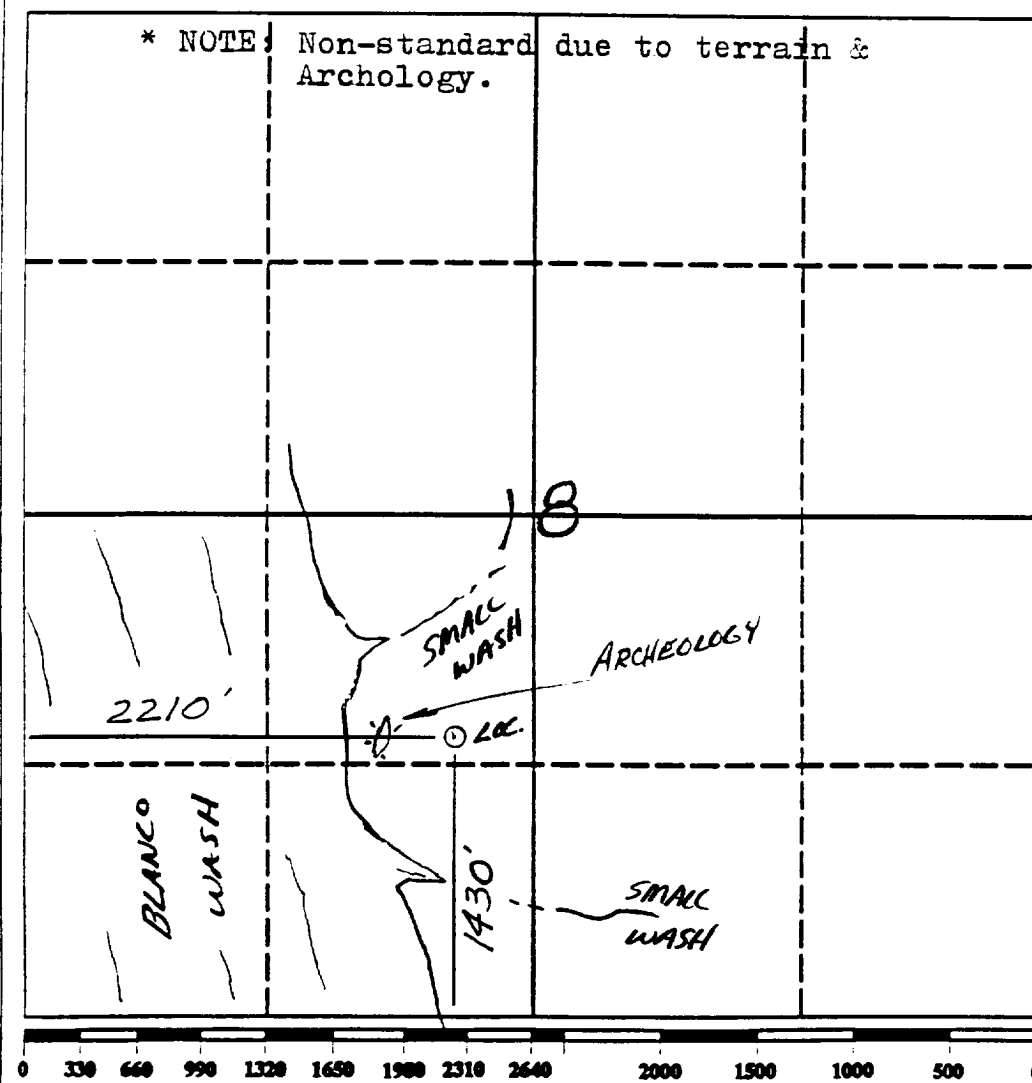 * NOTE: Non-standard due to terrain &
Archology.
8
SMALL
WASH
ARCHEOLOGY
2210'
LOC.
BLANCO
WASH
1430'
SMALL
WASH
0 330 660 990 1320 1650 1980 2310 2640 2000 1500 1000 500